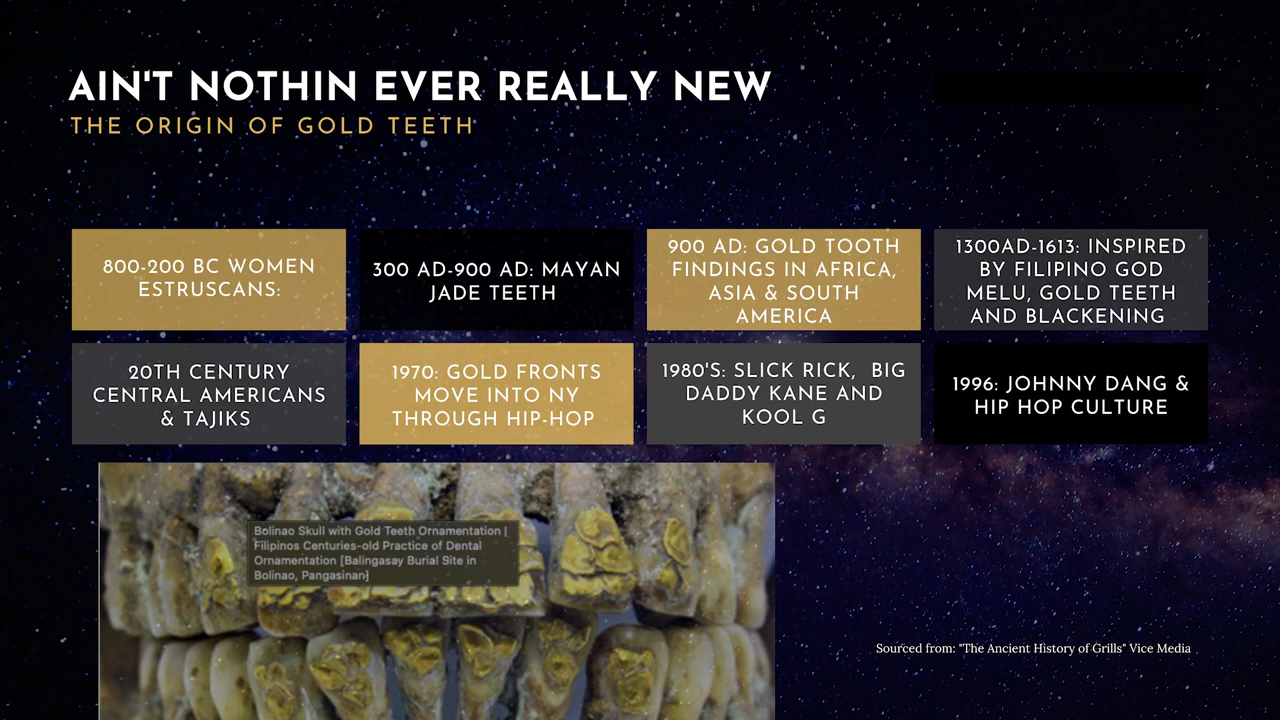 AIN'T NOTHIN EVER REALLY NEW
THE ORIGIN OF GOLD TEETH
800-200 BC WOMEN
ESTRUSCANS:
300 AD-900 AD: MAYAN
JADE TEETH
900 AD: GOLD TOOTH
FINDINGS IN AFRICA,
ASIA & SOUTH
AMERICA
1300AD-1613: INSPIRED
BY FILIPINO GOD
MELU, GOLD TEETH
AND BLACKENING
20TH CENTURY
CENTRAL AMERICANS
& TAJIKS
1970: GOLD FRONTS
MOVE INTO NY
THROUGH HIP-HOP
1980'S: SLICK RICK,  BIG
DADDY KANE AND
KOOL G
1996: JOHNNY DANG &
HIP HOP CULTURE
Bolinao Skull with Gold Teeth Ornamentation |
Filipinos Centuries-old Practice of Dental
Ornamentation [Balingasay Burial Site in
Bolinao, Pangasinan]
Sourced from: "The Ancient History of Grills" Vice Media